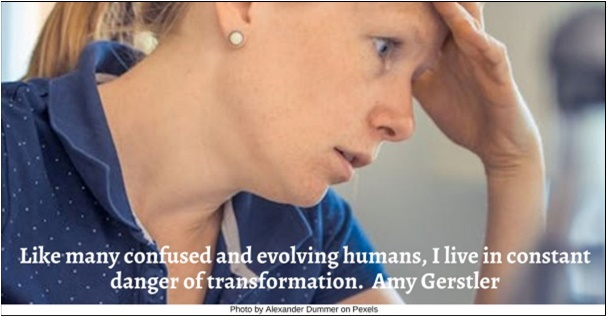 Like many confused and evolving humans, I live in constant
danger of transformation.  Amy Gerstler
Photo by Alexander Dummer on Pexels